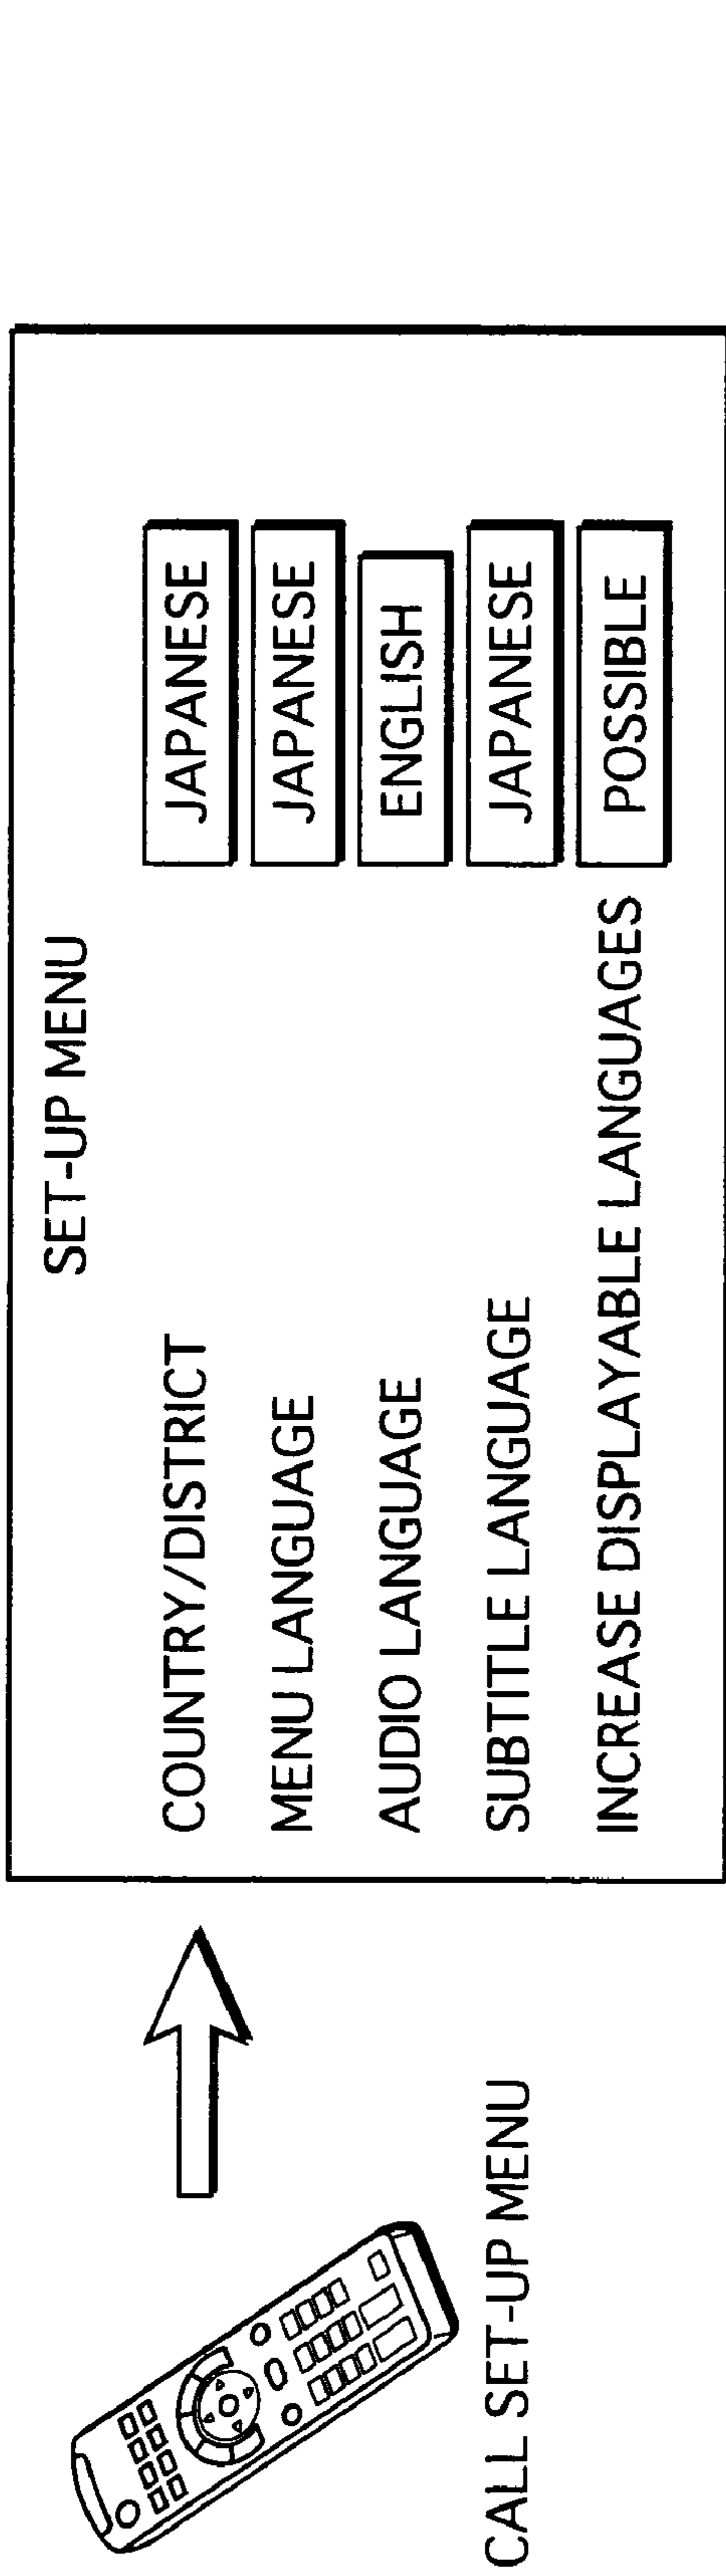 SET-UP MENU
COUNTRY/DISTRICT JAPANESE
MENU LANGUAGE JAPANESE
AUDIO LANGUAGE ENGLISH
SUBTITLE LANGUAGE JAPANESE
INCREASE DISPLAYABLE LANGUAGES POSSIBLE
CALL SET-UP MENU